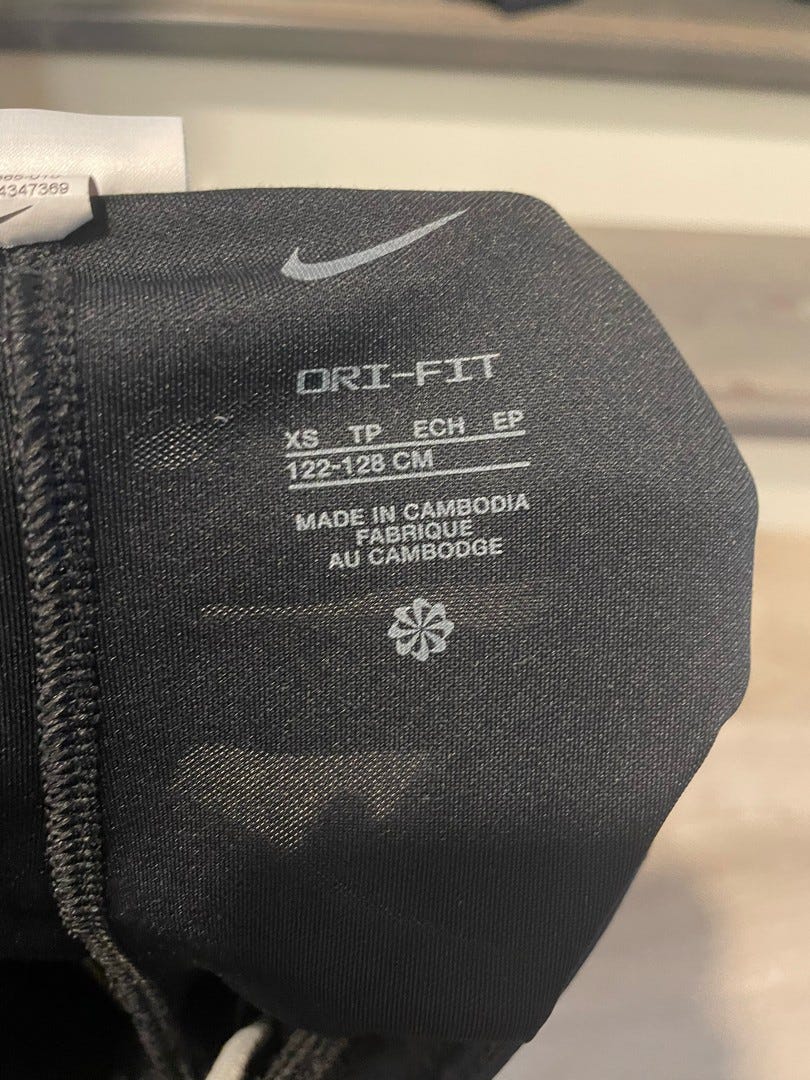 4347369
DRI-FIT
XS TP ECH EP
122-128 CM
MADE IN CAMBODIA
FABRIQUE
AU CAMBODGE